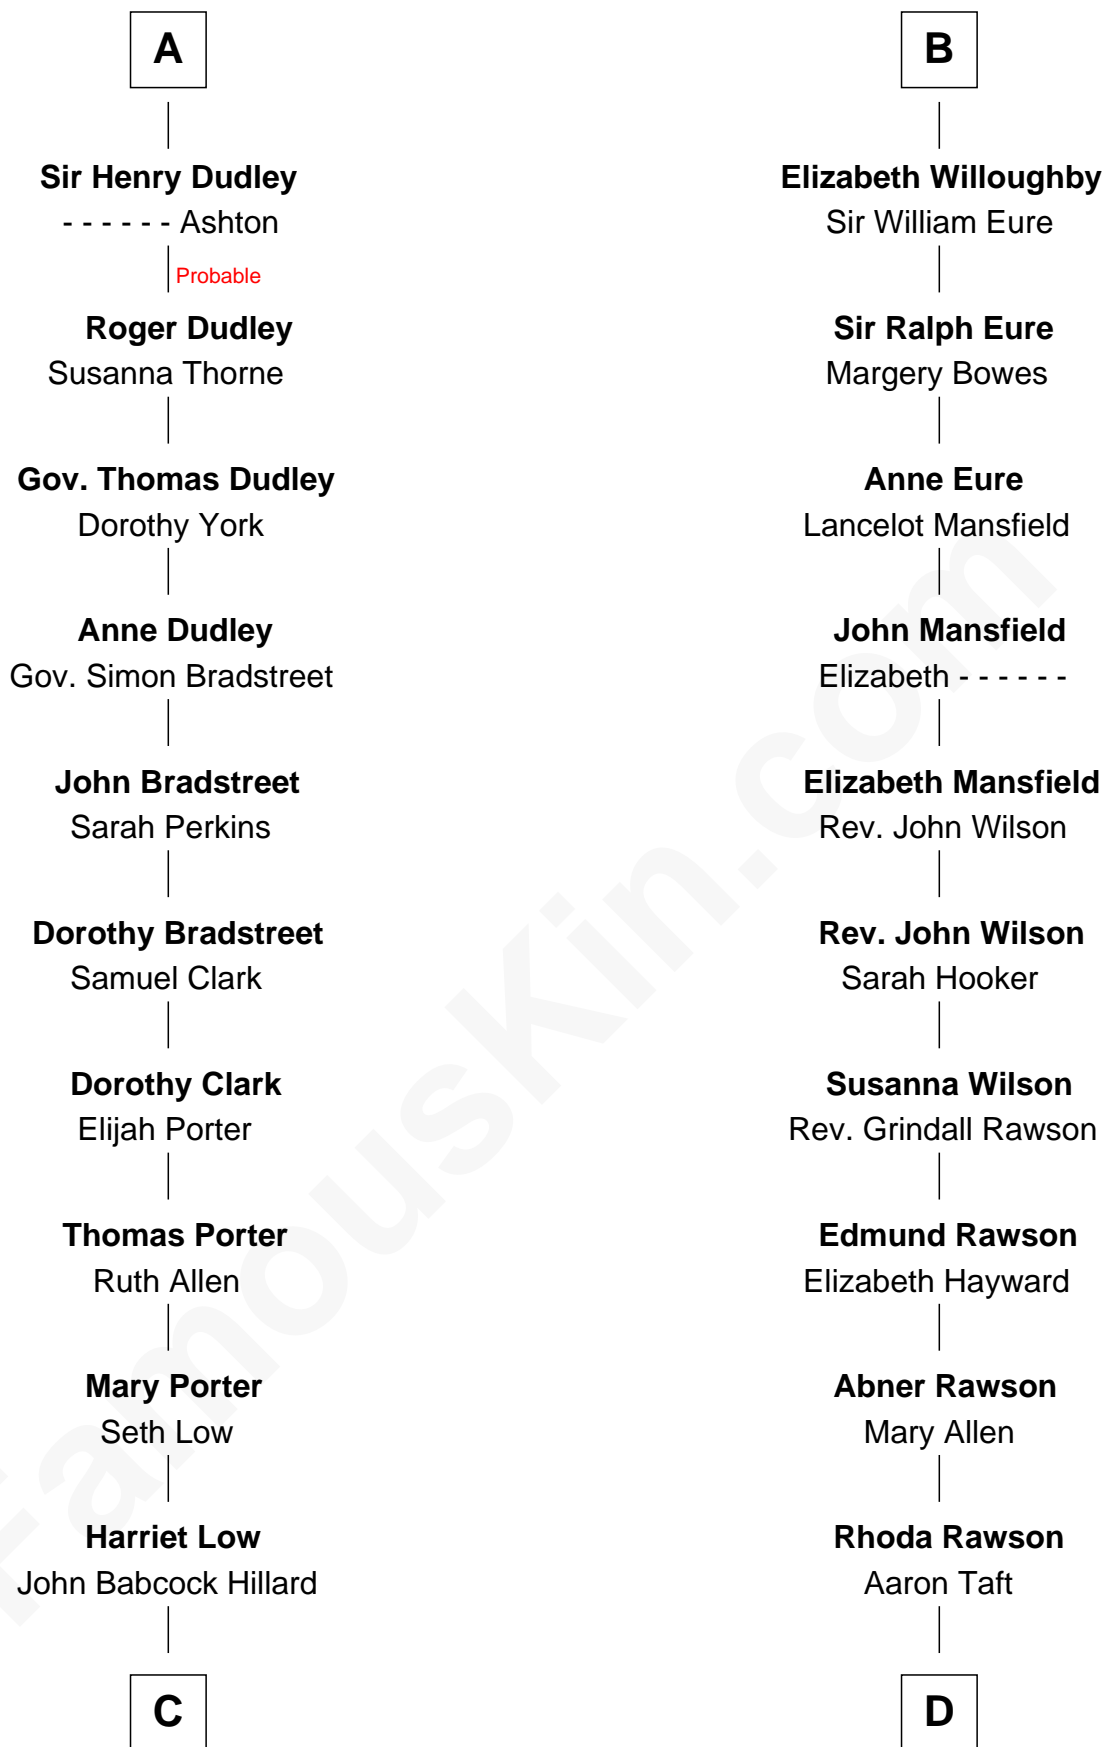 A
Sir Henry Dudley
- - - - - - Ashton
Probable
Roger Dudley
Susanna Thorne
Gov. Thomas Dudley
Dorothy York
Anne Dudley
Gov. Simon Bradstreet
John Bradstreet
Sarah Perkins
Dorothy Bradstreet
Samuel Clark
Dorothy Clark
Elijah Porter
Thomas Porter
Ruth Allen
Mary Porter
Seth Low
Harriet Low
John Babcock Hillard
C
B
Elizabeth Willoughby
Sir William Eure
Sir Ralph Eure
Margery Bowes
Anne Eure
Lancelot Mansfield
John Mansfield
Elizabeth - - - - - -
Elizabeth Mansfield
Rev. John Wilson
Rev. John Wilson
Sarah Hooker
Susanna Wilson
Rev. Grindall Rawson
Edmund Rawson
Elizabeth Hayward
Abner Rawson
Mary Allen
Rhoda Rawson
Aaron Taft
D
FamousKin.com